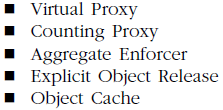 ■ Virtual Proxy
■ Counting Proxy
■ Aggregate Enforcer
■ Explicit Object Release
■ Object Cache